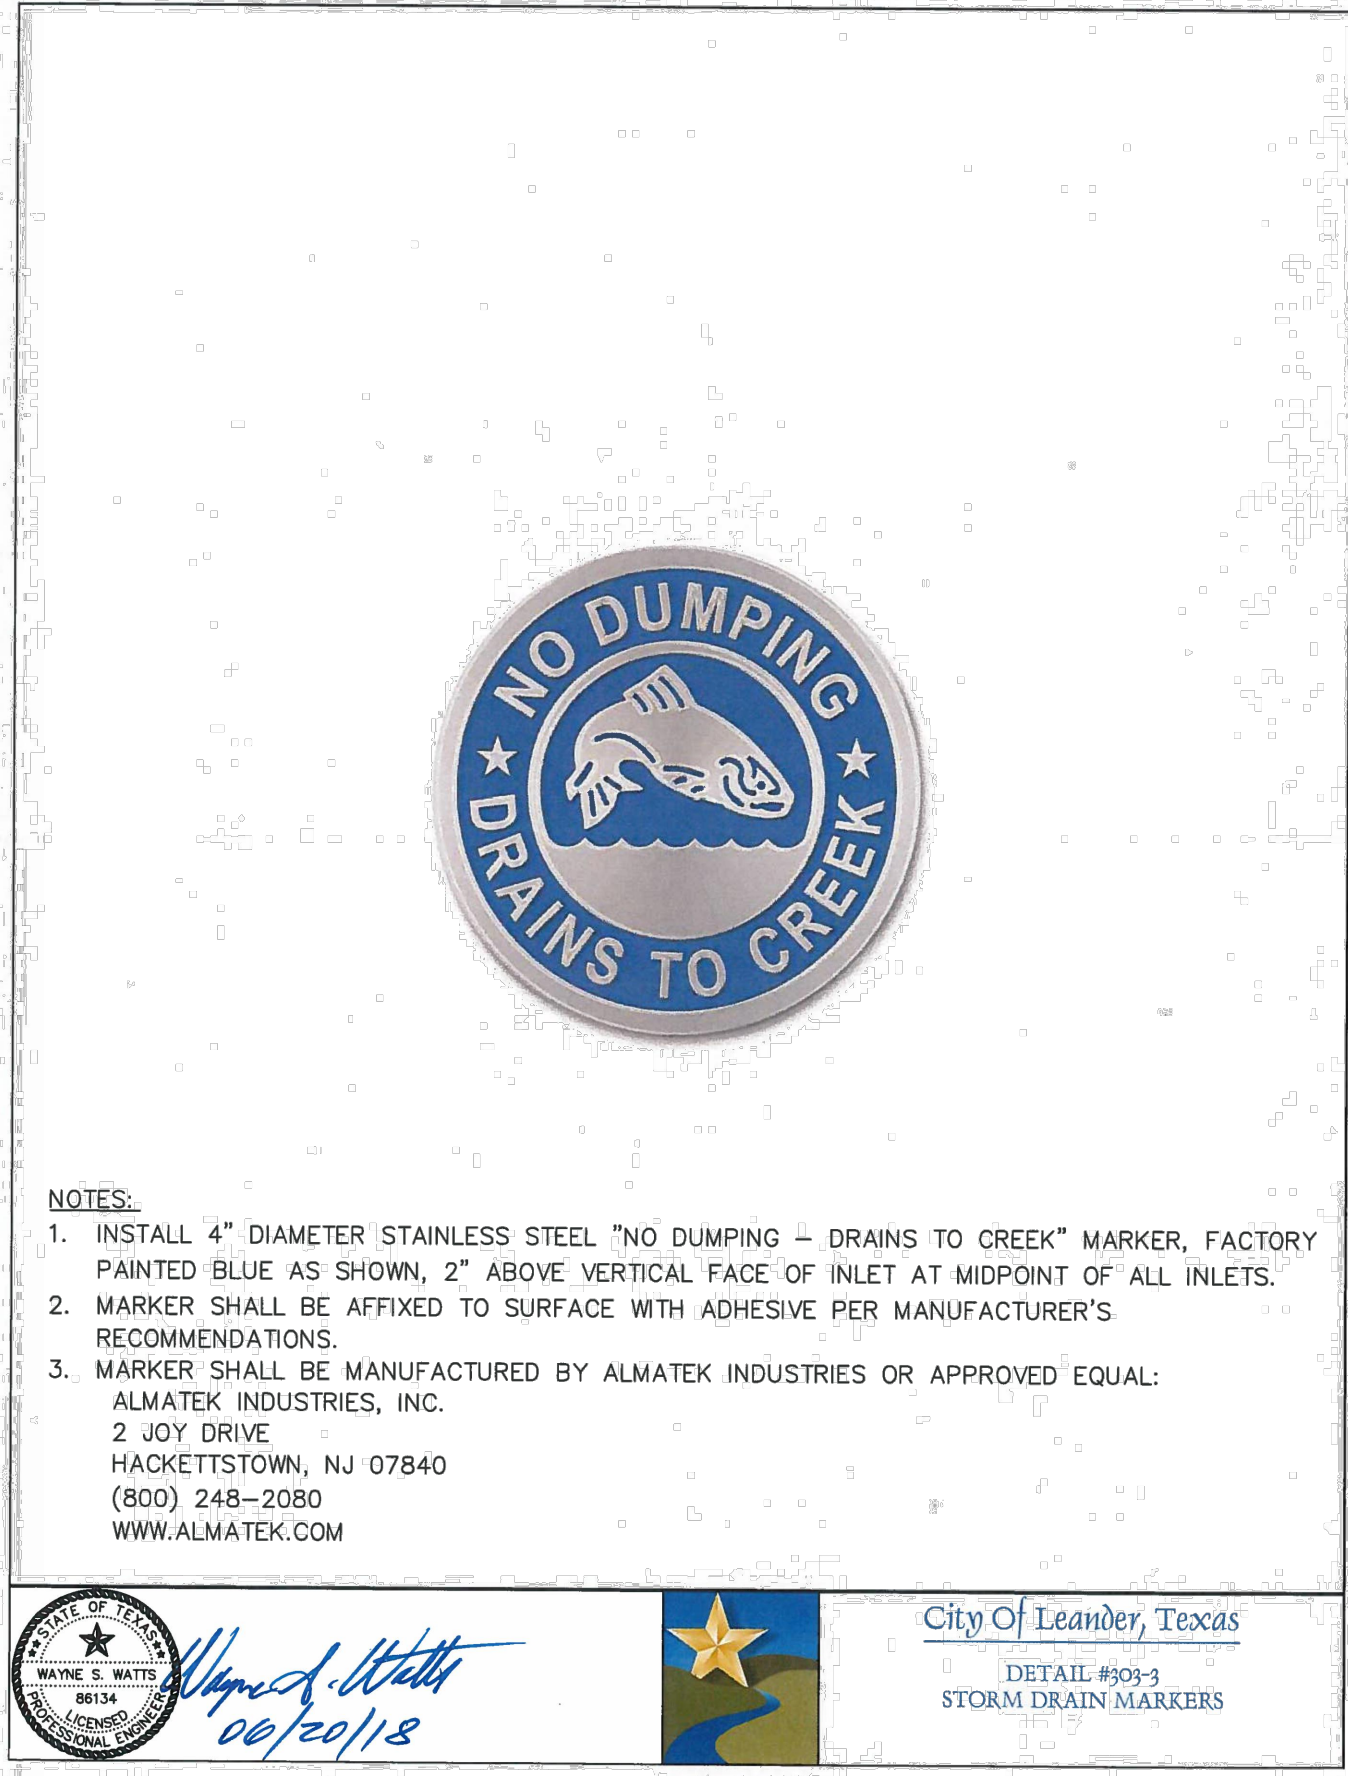 NO DUMPING
DRAINS TO CREEK
NOTES:
1. INSTALL 4" DIAMETER STAINLESS STEEL "NO DUMPING – DRAINS TO CREEK" MARKER, FACTORY
PAINTED BLUE AS SHOWN, 2" ABOVE VERTICAL FACE OF INLET AT MIDPOINT OF ALL INLETS.
2. MARKER SHALL BE AFFIXED TO SURFACE WITH ADHESIVE PER MANUFACTURER'S
RECOMMENDATIONS.
3. MARKER SHALL BE MANUFACTURED BY ALMATEK INDUSTRIES OR APPROVED EQUAL:
ALMATEK INDUSTRIES, INC.
2 JOY DRIVE
HACKETTSTOWN, NJ 07840
(800) 248–2080
WWW.ALMATEK.COM
STATE OF TEXAS
WAYNE S. WATTS
86134
LICENSED
PROFESSIONAL ENGINEER
Wayne S. Watts
06/20/18
City Of Leander, Texas
DETAIL #303-3
STORM DRAIN MARKERS